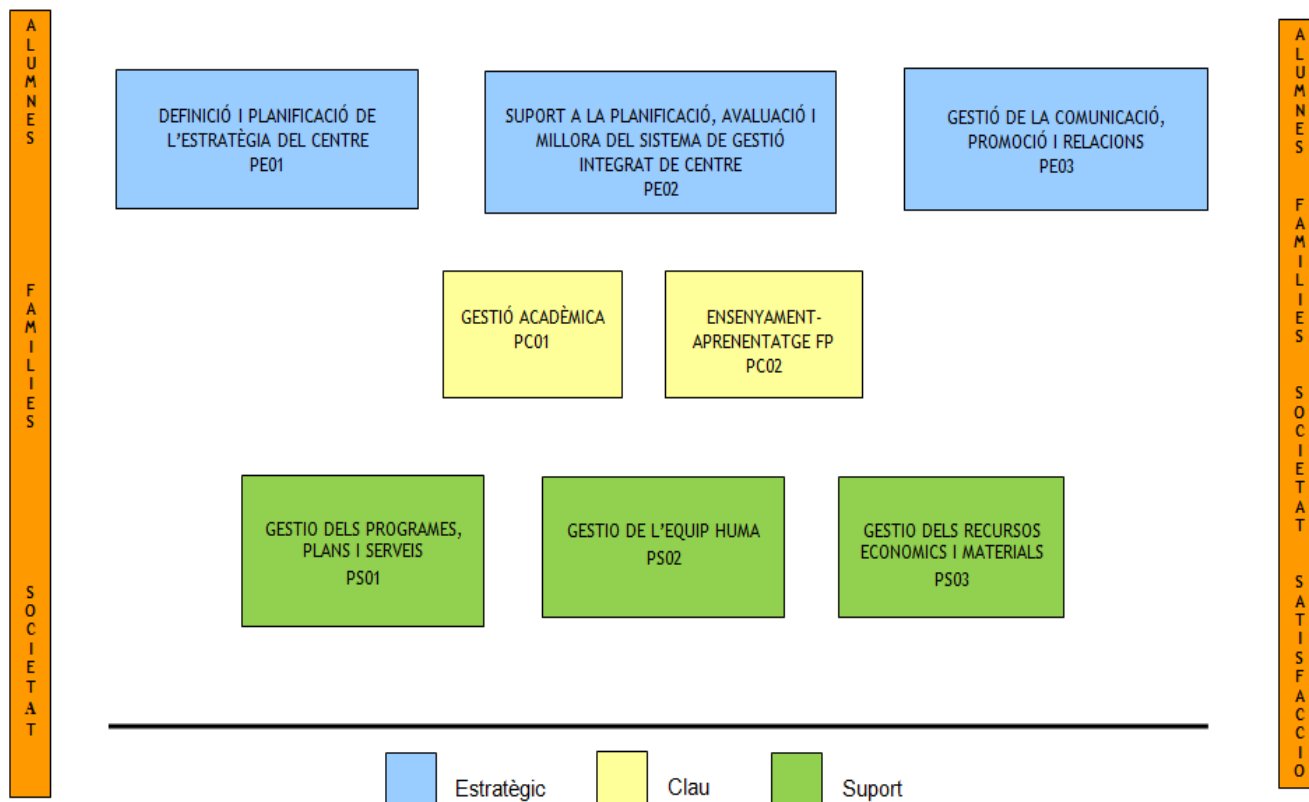 ALUMNES
FAMILIES
SOCIETAT
DEFINICIÓ I PLANIFICACIÓ DE
L'ESTRATÈGIA DEL CENTRE
PE01
SUPORT A LA PLANIFICACIÓ, AVALUACIÓ I
MILLORA DEL SISTEMA DE GESTIÓ
INTEGRAT DE CENTRE
PE02
GESTIÓ DE LA COMUNICACIÓ,
PROMOCIÓ I RELACIONS
PE03
GESTIÓ ACADÈMICA
PC01
ENSENYAMENT-
APRENENTATGE FP
PC02
GESTIO DELS PROGRAMES,
PLANS I SERVEIS
PS01
GESTIO DE L'EQUIP HUMA
PS02
GESTIO DELS RECURSOS
ECONOMICS I MATERIALS
PS03
ALUMNES
FAMILIES
SOCIETAT
SATISFACCIO
Estratègic
Clau
Suport